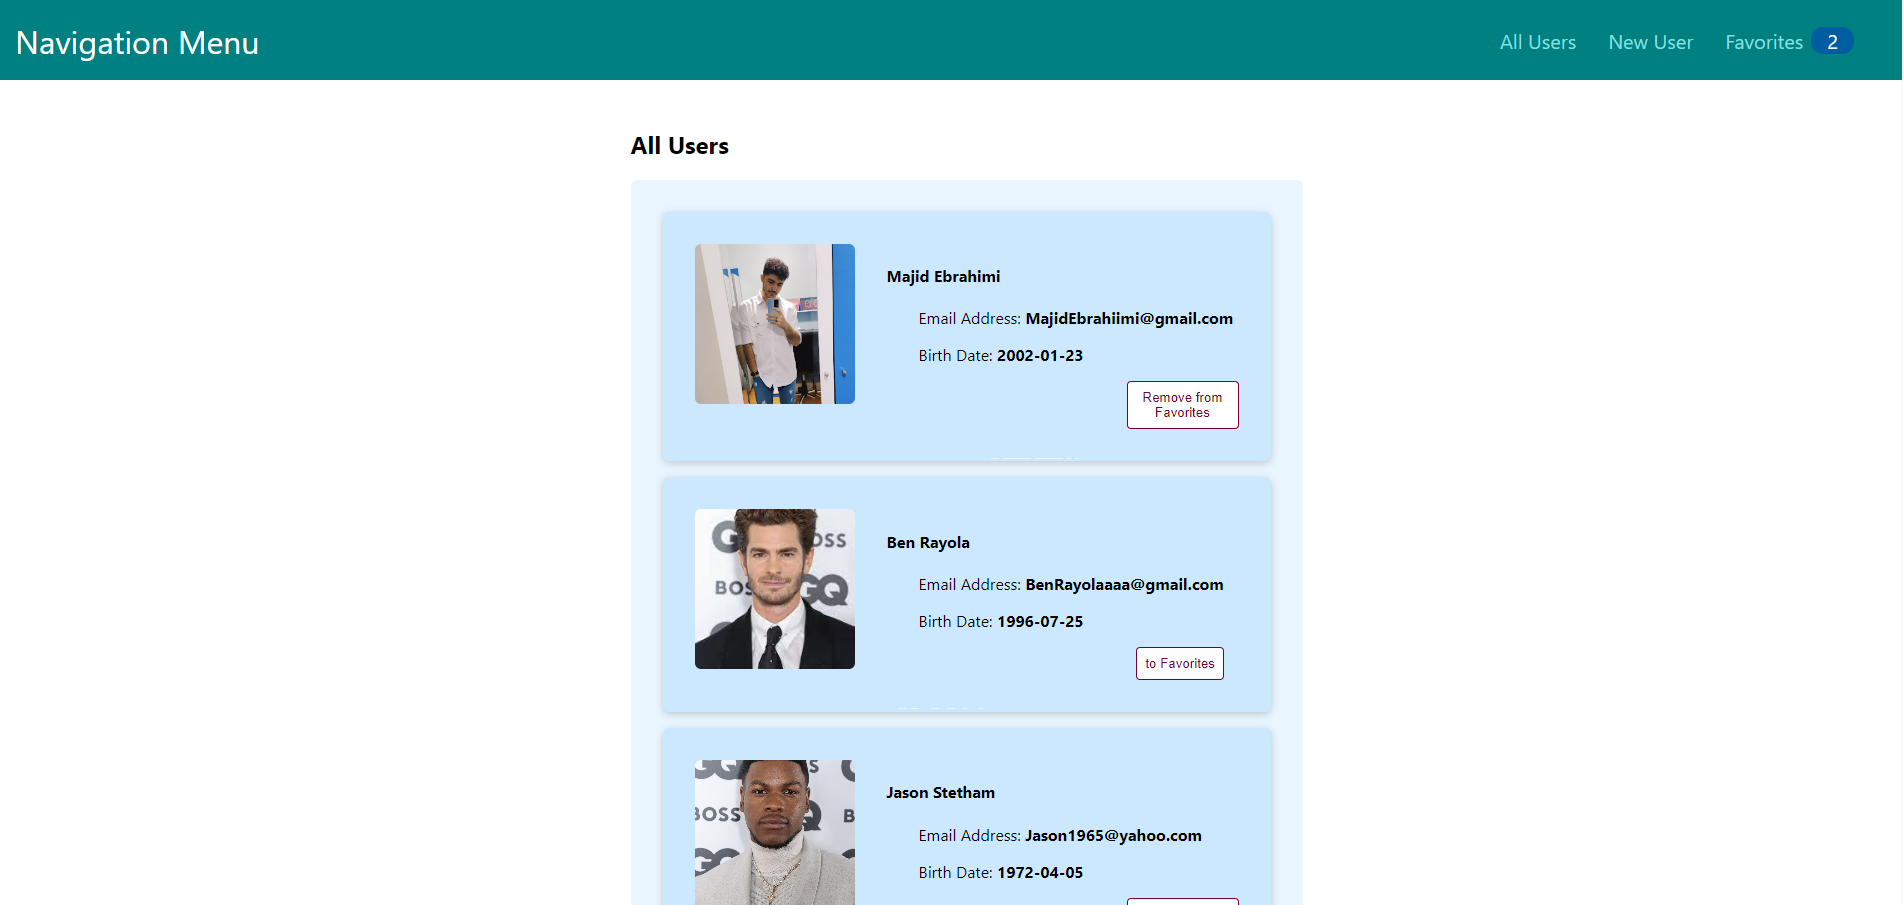 Navigation Menu
All Users
New User
Favorites 2
All Users
Majid Ebrahimi
Email Address: MajidEbrahiimi@gmail.com
Birth Date: 2002-01-23
Remove from
Favorites
G
OSS
BOS
GQ
Ben Rayola
Email Address: BenRayolaaaa@gmail.com
Birth Date: 1996-07-25
to Favorites
GQ
S
BOSS
B
Jason Stetham
Email Address: Jason1965@yahoo.com
Birth Date: 1972-04-05